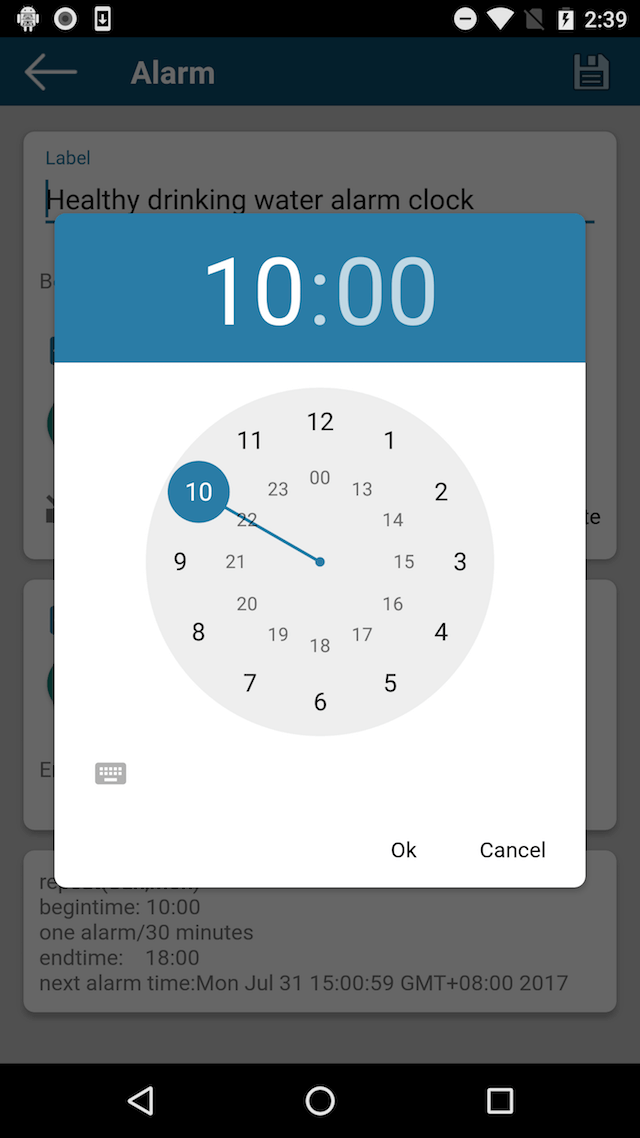 2:39
Alarm
Label
Healthy drinking water alarm clock
10:00
12
11
1
10
2
9
3
8
4
7
5
6
00
23
13
22
14
21
15
20
16
19
17
18
te
Ok
Cancel
begintime: 10:00
one alarm/30 minutes
endtime: 18:00
next alarm time:Mon Jul 31 15:00:59 GMT+08:00 2017